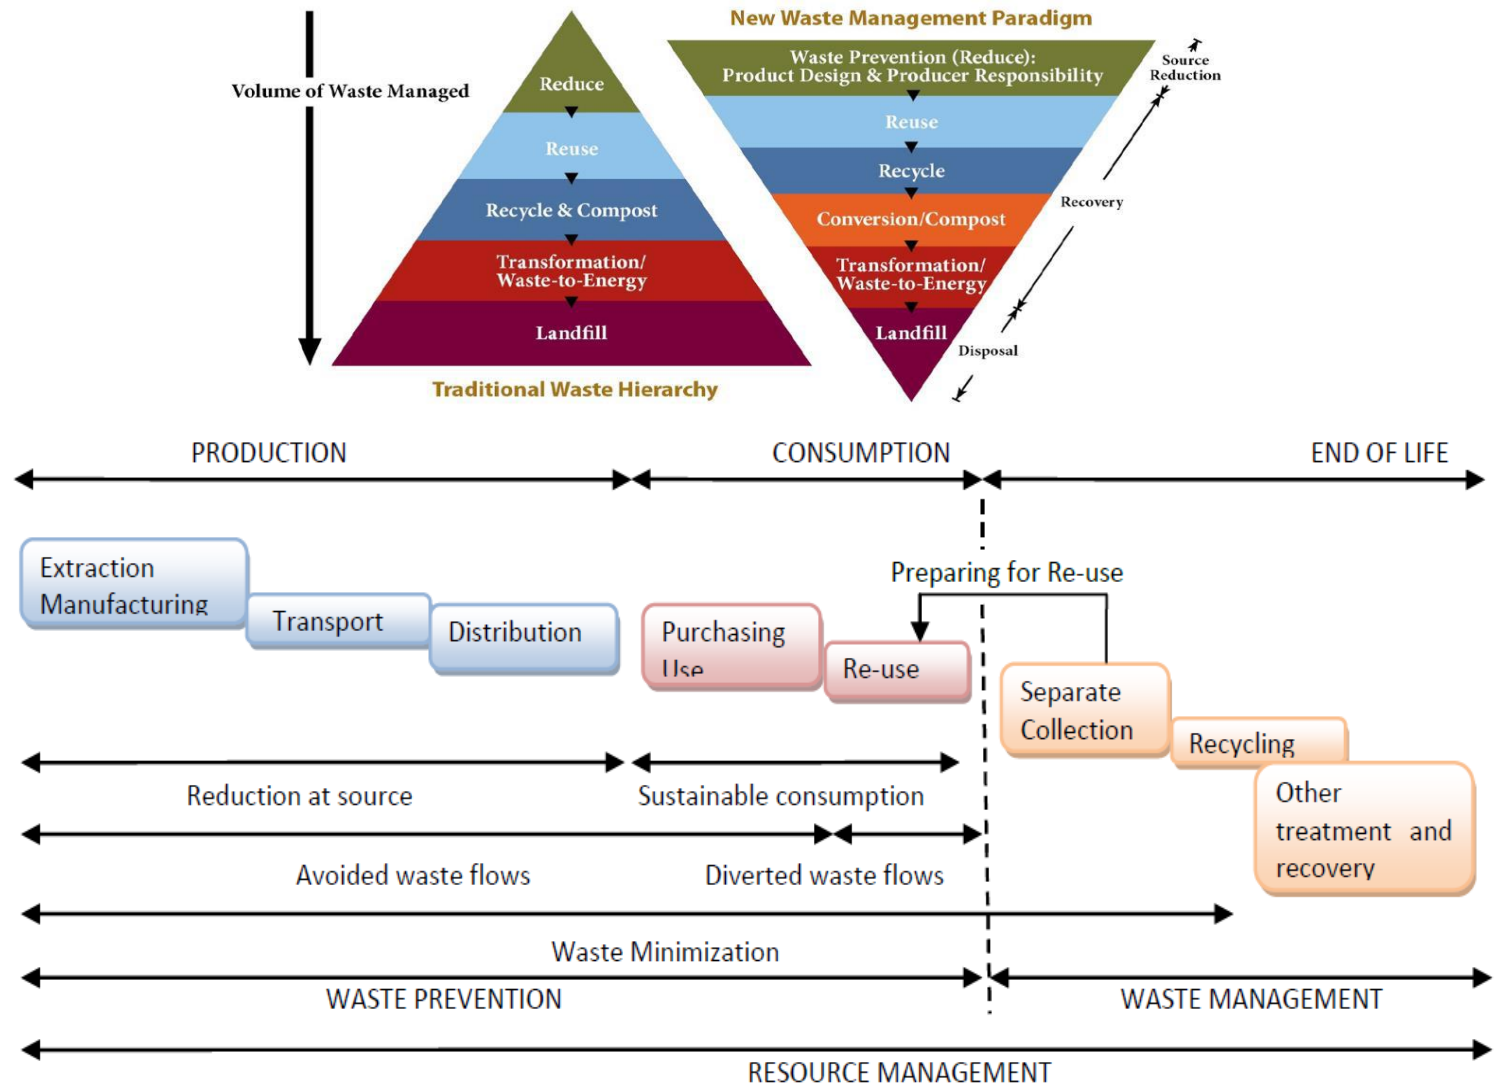 New Waste Management Paradigm
Volume of Waste Managed
Reduce
Reuse
Recycle & Compost
Transformation/
Waste-to-Energy
Landfill
Traditional Waste Hierarchy
Waste Prevention (Reduce):
Product Design & Producer Responsibility
Reuse
Recycle
Conversion/Compost
Transformation/
Waste-to-Energy
Landfill
Source
Reduction
Recovery
Disposal
PRODUCTION
CONSUMPTION
END OF LIFE
Extraction
Manufacturing
Transport
Distribution
Purchasing
Use
Re-use
Preparing for Re-use
Separate
Collection
Recycling
Other
treatment and
recovery
Reduction at source
Sustainable consumption
Avoided waste flows
Diverted waste flows
Waste Minimization
WASTE PREVENTION
WASTE MANAGEMENT
RESOURCE MANAGEMENT